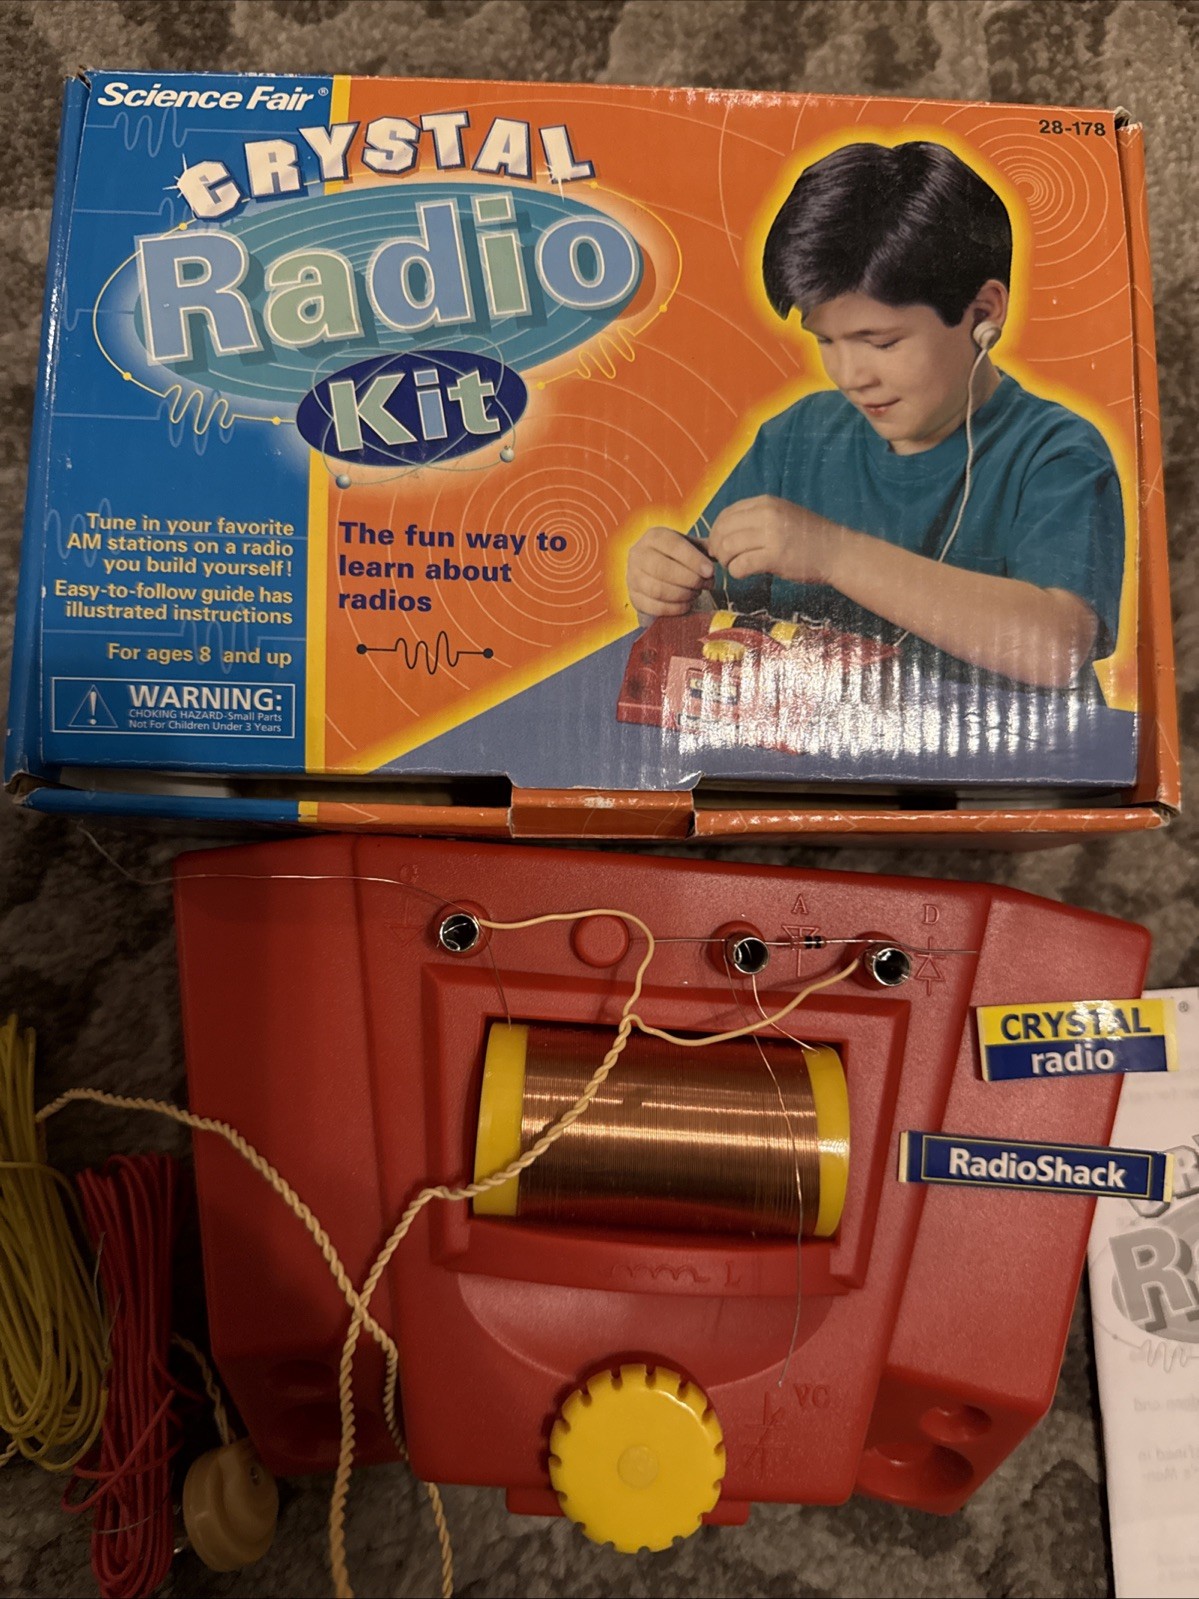 Science Fair®
28-178
CRYSTAL
Radio
Kit
Tune in your favorite
AM stations on a radio
you build yourself!
Easy-to-follow guide has
illustrated instructions
For ages 8 and up
WARNING:
CHOKING HAZARD-Small Parts
Not For Children Under 3 Years
The fun way to
learn about
radios
A
D
CRYSTAL
radio
®
RadioShack
L
VC